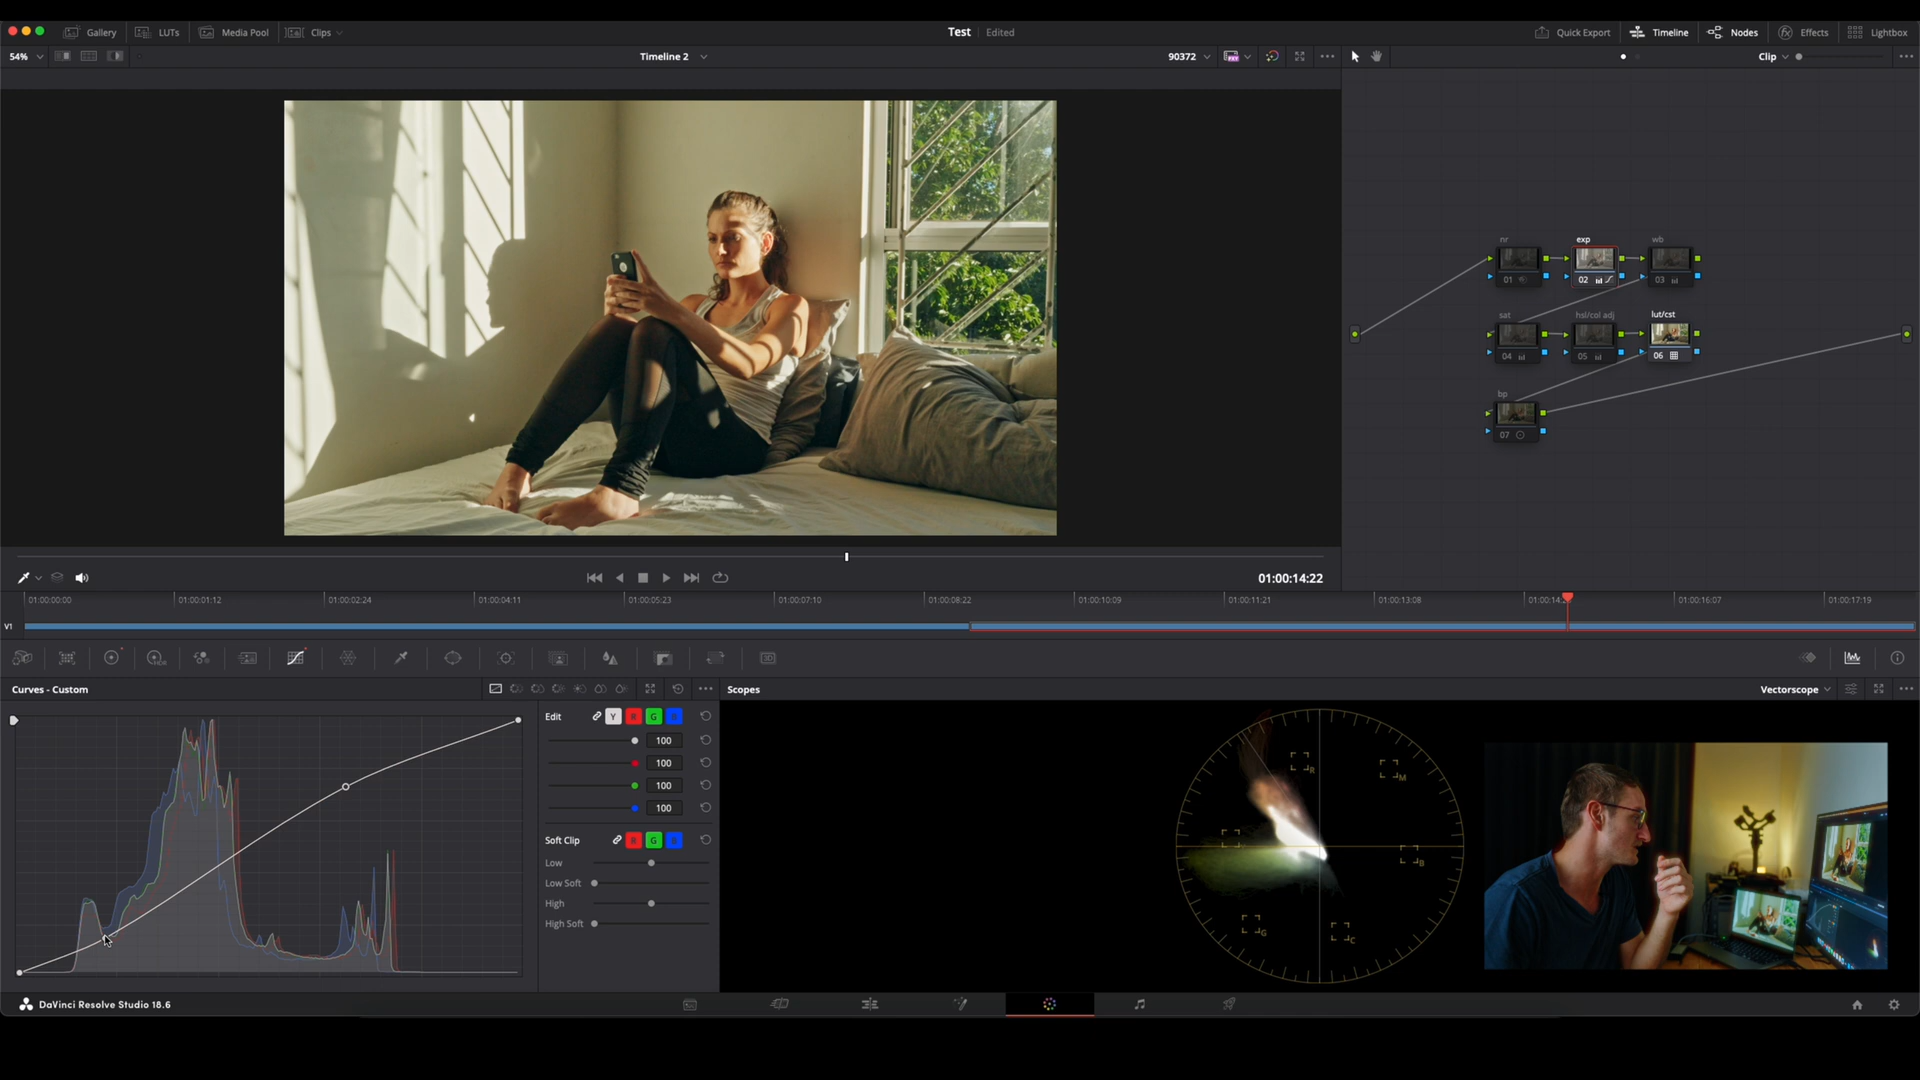 Gallery LUTs Media Pool Clips Test Edited Quick Export Timeline Nodes Effects Lightbox
54% Timeline 2 90372 Clip
nr exp wb
01 02 03
sat hsl/col adj lut/cst
04 05 06
bp
07
01:00:14:22
01:00:00:00 01:00:01:12 01:00:02:24 01:00:04:11 01:00:05:23 01:00:07:10 01:00:08:22 01:00:10:09 01:00:11:21 01:00:13:08 01:00:16:07 01:00:17:19
V1
HDR 3D
Curves - Custom Scopes Vectorscope
Edit Y R G B
100
100
100
100
Soft Clip R G B
Low
Low Soft
High
High Soft
R M
B
G C
DaVinci Resolve Studio 18.6